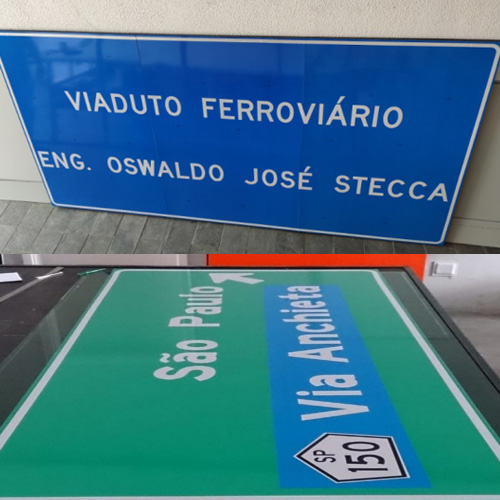 VIADUTO FERROVIÁRIO
ENG. OSWALDO JOSÉ STECCA
São Paulo
Via Anchieta
SP
150